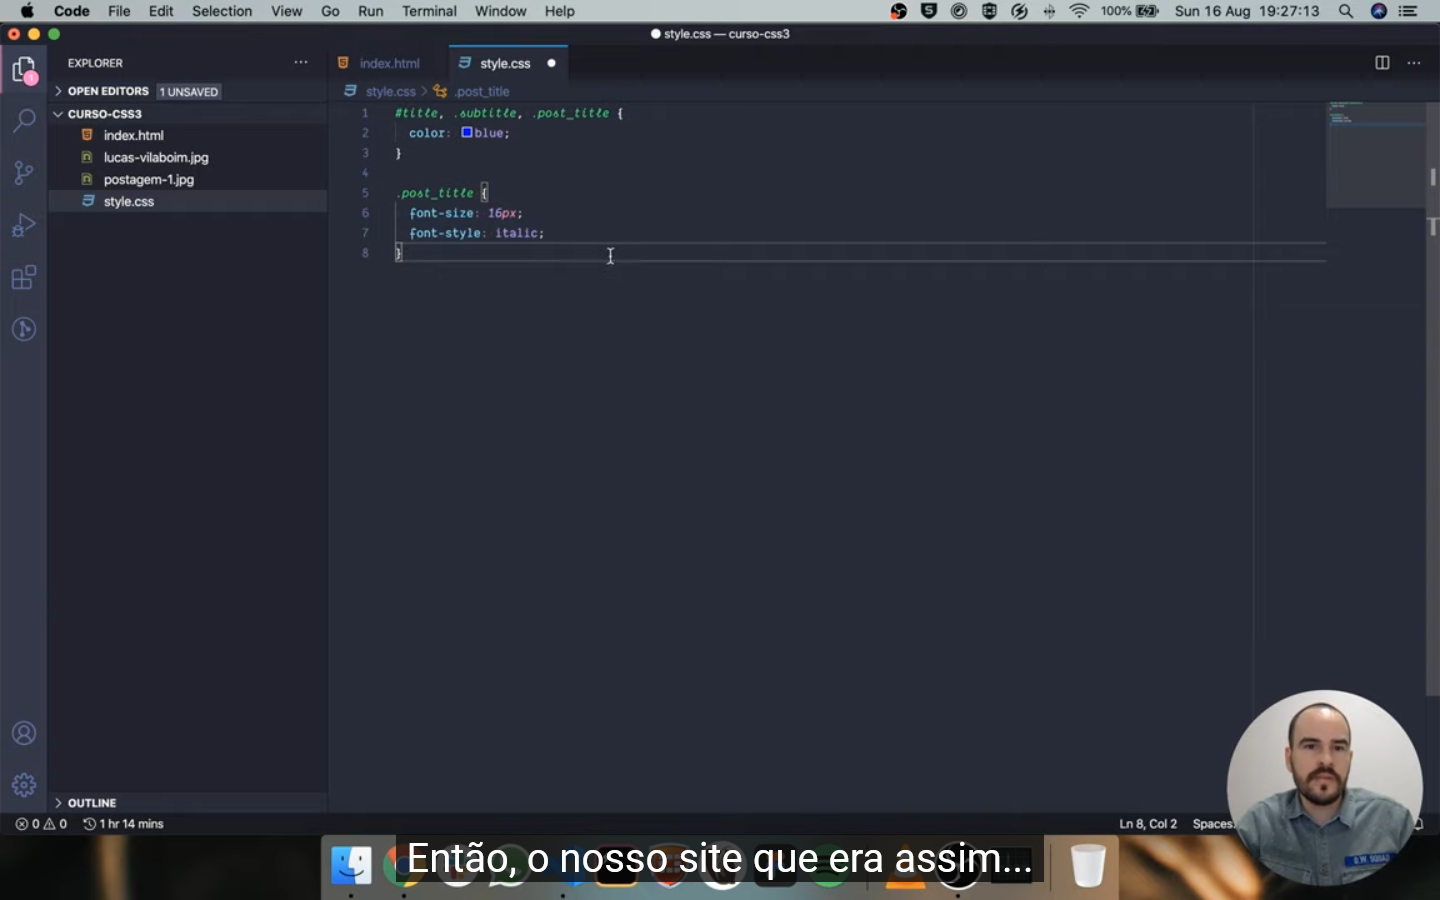 Code File Edit Selection View Go Run Terminal Window Help 100% Sun 16 Aug 19:27:13
style.css — curso-css3
EXPLORER
index.html style.css
OPEN EDITORS 1 UNSAVED
style.css > .post_title
CURSO-CSS3
index.html
lucas-vilaboim.jpg
postagem-1.jpg
style.css
1 #title, .subtitle, .post_title {
2 color: blue;
3 }
4
5 .post_title {
6 font-size: 16px;
7 font-style: italic;
8 }
1
OUTLINE
0 0 1 hr 14 mins Ln 8, Col 2 Spaces:
Então, o nosso site que era assim...